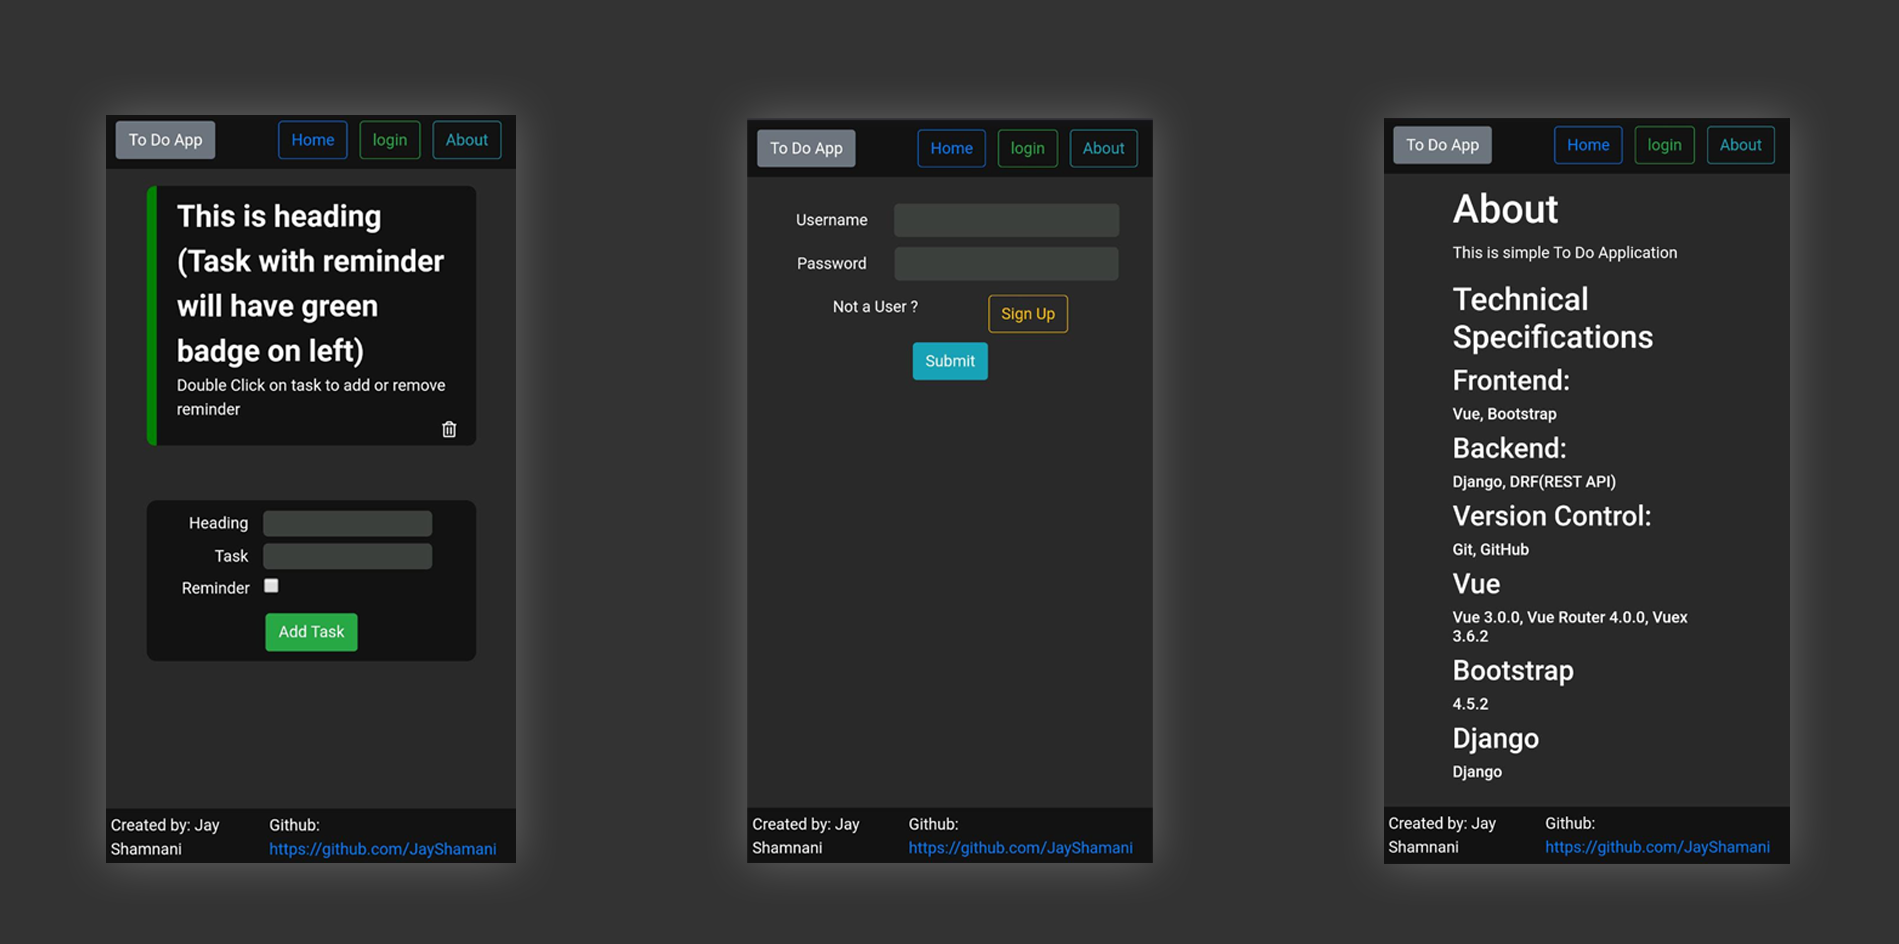 To Do App Home login About
This is heading
(Task with reminder
will have green
badge on left)
Double Click on task to add or remove
reminder
Heading
Task
Reminder
Add Task
Created by: Jay
Shamnani
Github:
https://github.com/JayShamani
To Do App Home login About
Username
Password
Not a User ? Sign Up
Submit
Created by: Jay
Shamnani
Github:
https://github.com/JayShamani
To Do App Home login About
About
This is simple To Do Application
Technical
Specifications
Frontend:
Vue, Bootstrap
Backend:
Django, DRF(REST API)
Version Control:
Git, GitHub
Vue
Vue 3.0.0, Vue Router 4.0.0, Vuex
3.6.2
Bootstrap
4.5.2
Django
Django
Created by: Jay
Shamnani
Github:
https://github.com/JayShamani